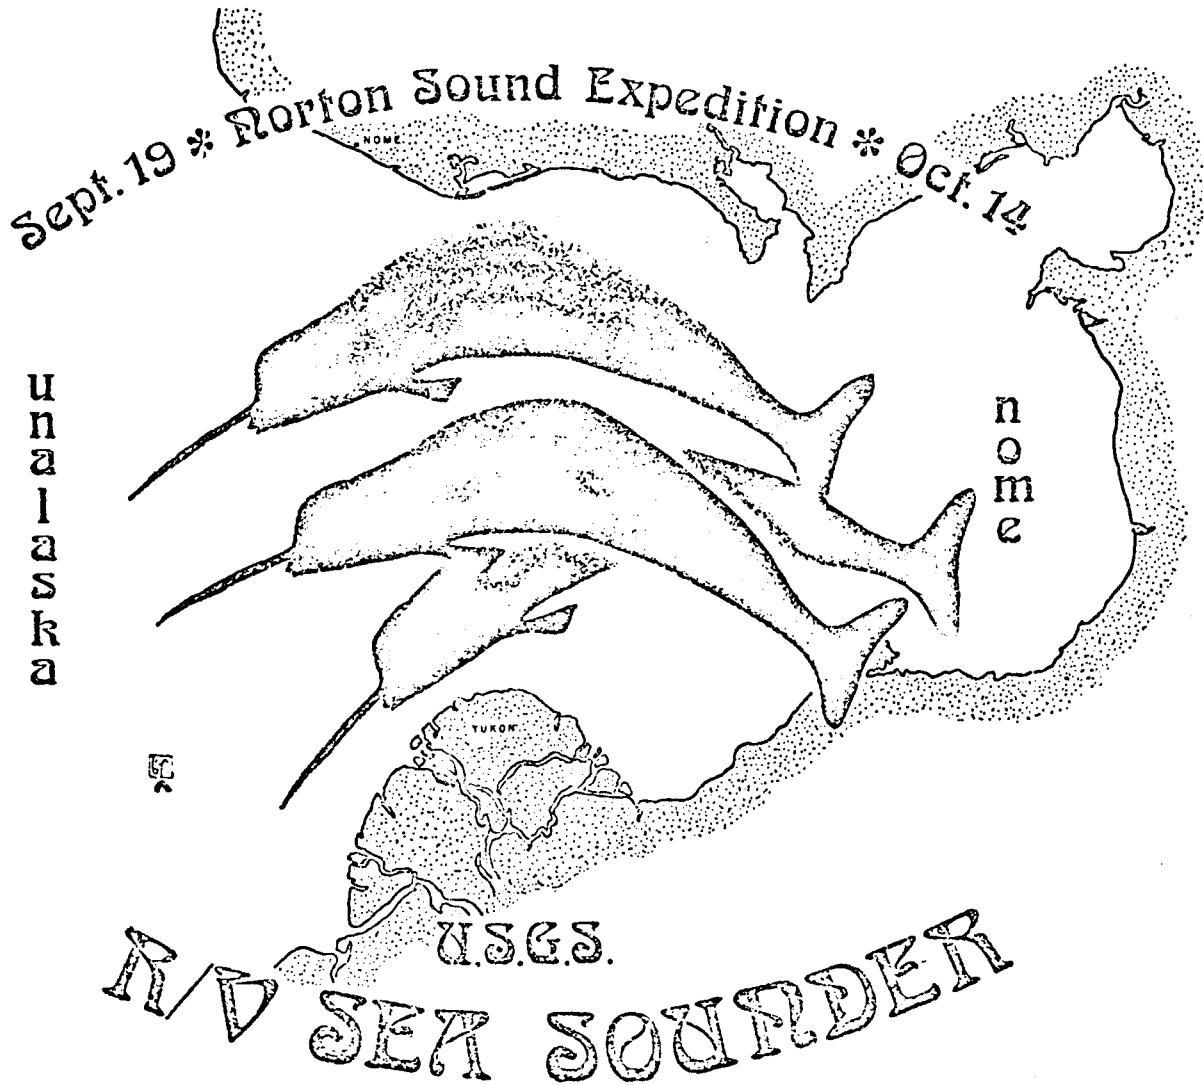 Sept. 19 * Norton Sound Expedition * Oct. 14
NOME
unalaska
nome
YUKON
U.S.G.S.
R/V SEA SOUNDER